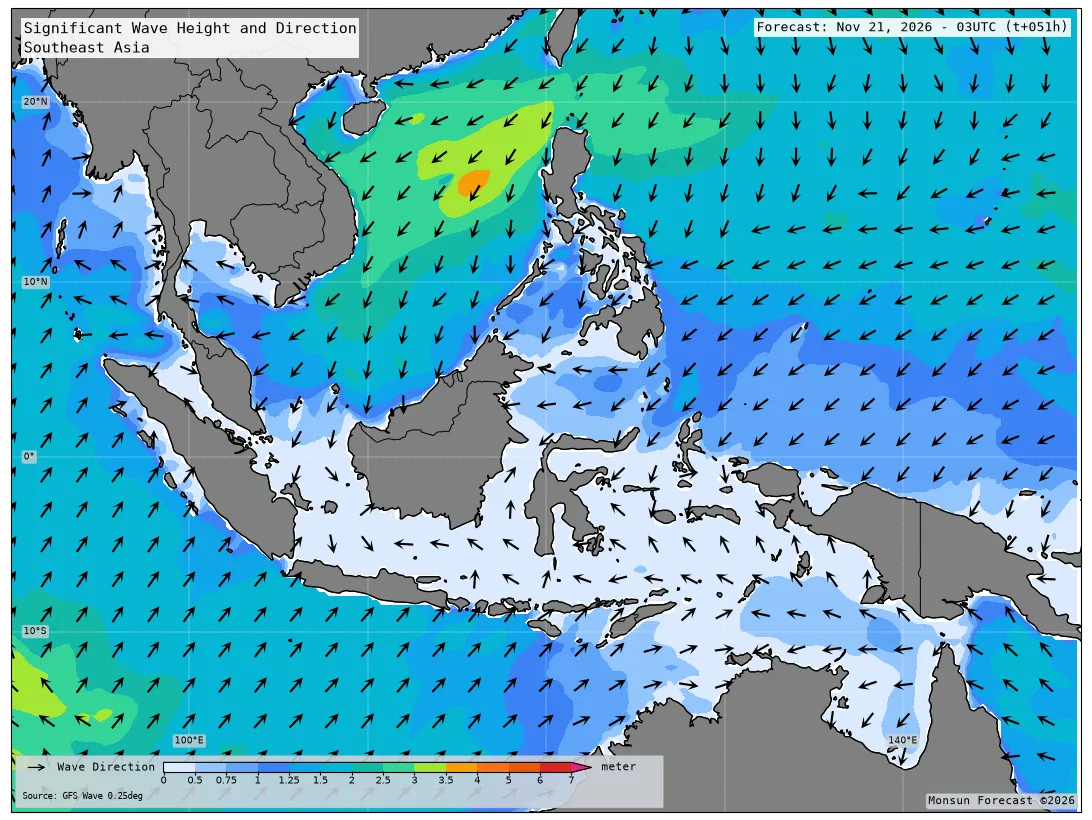 Significant Wave Height and Direction
Southeast Asia
Forecast: Nov 21, 2026 - 03UTC (t+051h)
20°N
10°N
0°
10°S
100°E
140°E
Wave Direction
0 0.5 0.75 1 1.25 1.5 2 2.5 3 3.5 4 5 6 7
meter
Source: GFS Wave 0.25deg
Monsun Forecast ©2026